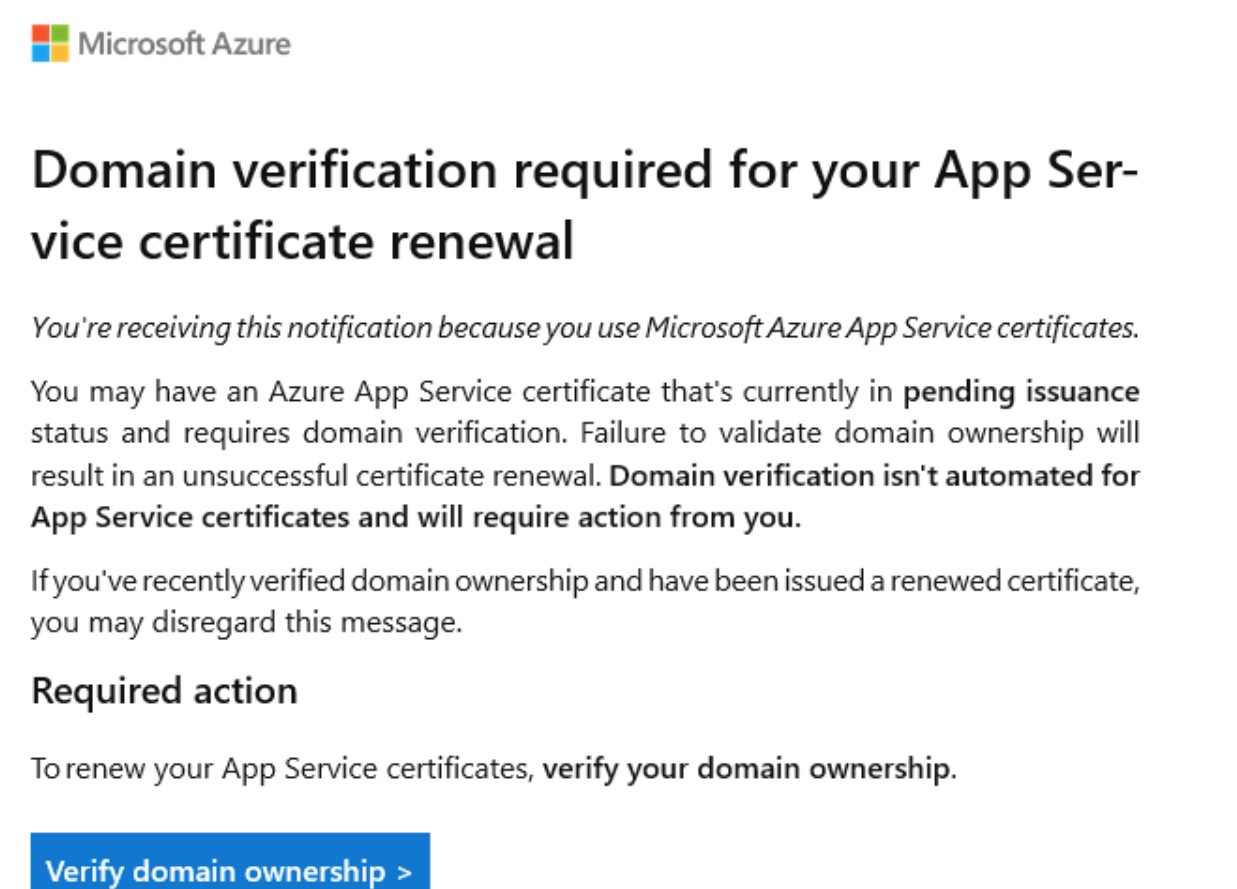 Microsoft Azure
Domain verification required for your App Ser-
vice certificate renewal
You're receiving this notification because you use Microsoft Azure App Service certificates.
You may have an Azure App Service certificate that's currently in pending issuance
status and requires domain verification. Failure to validate domain ownership will
result in an unsuccessful certificate renewal. Domain verification isn't automated for
App Service certificates and will require action from you.
If you've recently verified domain ownership and have been issued a renewed certificate,
you may disregard this message.
Required action
To renew your App Service certificates, verify your domain ownership.
Verify domain ownership >